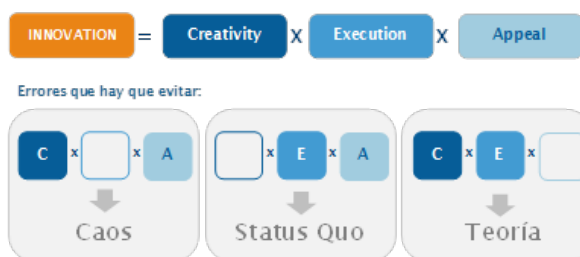 INNOVATION = Creativity X Execution X Appeal
Errores que hay que evitar:
C x x A
x E x A
C x E x
Caos
Status Quo
Teoría